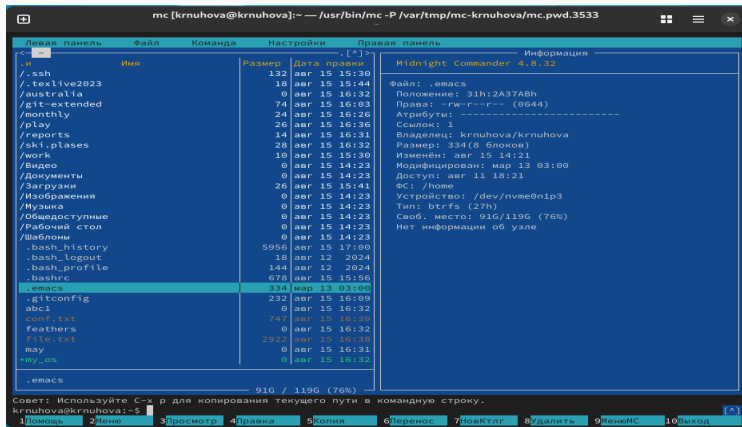 mc [krnuhova@krnuhova]:~ — /usr/bin/mc -P /var/tmp/mc-krnuhova/mc.pwd.3533
Левая панель Файл Команда Настройки Правая панель
<— ~ .[^]>
.и Имя Размер Дата правки
/.ssh 132 авг 15 15:30
/.texlive2023 18 авг 15 15:44
/australia 0 авг 15 16:32
/git-extended 74 авг 15 16:03
/monthly 24 авг 15 16:26
/play 26 авг 15 16:36
/reports 14 авг 15 16:31
/ski.plases 28 авг 15 16:32
/work 10 авг 15 15:30
/Видео 0 авг 15 14:23
/Документы 0 авг 15 14:23
/Загрузки 26 авг 15 15:41
/Изображения 0 авг 15 14:23
/Музыка 0 авг 15 14:23
/Общедоступные 0 авг 15 14:23
/Рабочий стол 0 авг 15 14:23
/Шаблоны 0 авг 15 14:23
.bash_history 5956 авг 15 17:00
.bash_logout 18 авг 12 2024
.bash_profile 144 авг 12 2024
.bashrc 678 авг 15 15:56
.emacs 334 мар 13 03:00
.gitconfig 232 авг 15 16:09
abc1 0 авг 15 16:32
conf.txt 747 авг 15 16:39
feathers 0 авг 15 16:32
file.txt 2922 авг 15 16:38
may 0 авг 15 16:31
*my_os 0 авг 15 16:32
.emacs
91G / 119G (76%)
Информация
Midnight Commander 4.8.32
Файл: .emacs
Положение: 31h:2A37ABh
Права: -rw-r--r-- (0644)
Атрибуты: ------------------------
Ссылок: 1
Владелец: krnuhova/krnuhova
Размер: 334(8 блоков)
Изменён: авг 15 14:21
Модифицирован: мар 13 03:00
Доступ: авг 11 18:21
ФС: /home
Устройство: /dev/nvme0n1p3
Тип: btrfs (27h)
Своб. место: 91G/119G (76%)
Нет информации об узле
Совет: Используйте C-x p для копирования текущего пути в командную строку.
krnuhova@krnuhova:~$ [^]
1Помощь 2Меню 3Просмотр 4Правка 5Копия 6Перенос 7НовКтлг 8Удалить 9МенюMC 10Выход